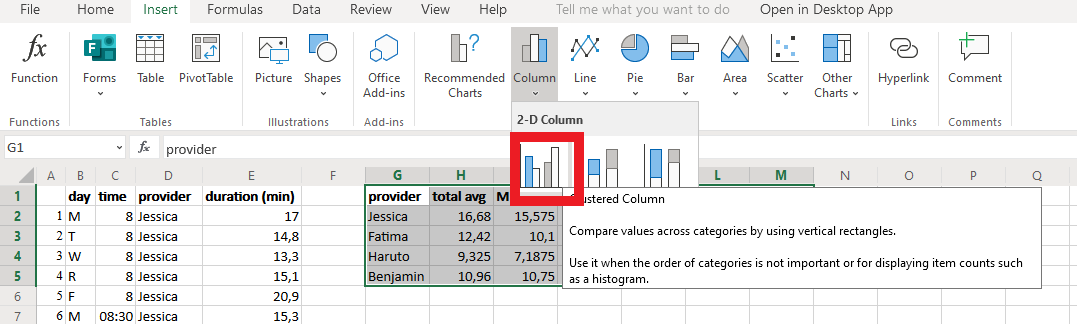 File Home Insert Formulas Data Review View Help Tell me what you want to do Open in Desktop App
Function Forms Table PivotTable Picture Shapes Office Add-ins Recommended Charts Column Line Pie Bar Area Scatter Other Charts Hyperlink Comment
Functions Tables Illustrations Add-ins Links Comments
2-D Column
G1 fx provider
A B C D E F G H L M N O P Q
1 day time provider duration (min) provider total avg M
2 1 M 8 Jessica 17 Jessica 16,68 15,575
3 2 T 8 Jessica 14,8 Fatima 12,42 10,1
4 3 W 8 Jessica 13,3 Haruto 9,325 7,1875
5 4 R 8 Jessica 15,1 Benjamin 10,96 10,75
6 5 F 8 Jessica 20,9
7 6 M 08:30 Jessica 15,3
Clustered Column
Compare values across categories by using vertical rectangles.
Use it when the order of categories is not important or for displaying item counts such
as a histogram.